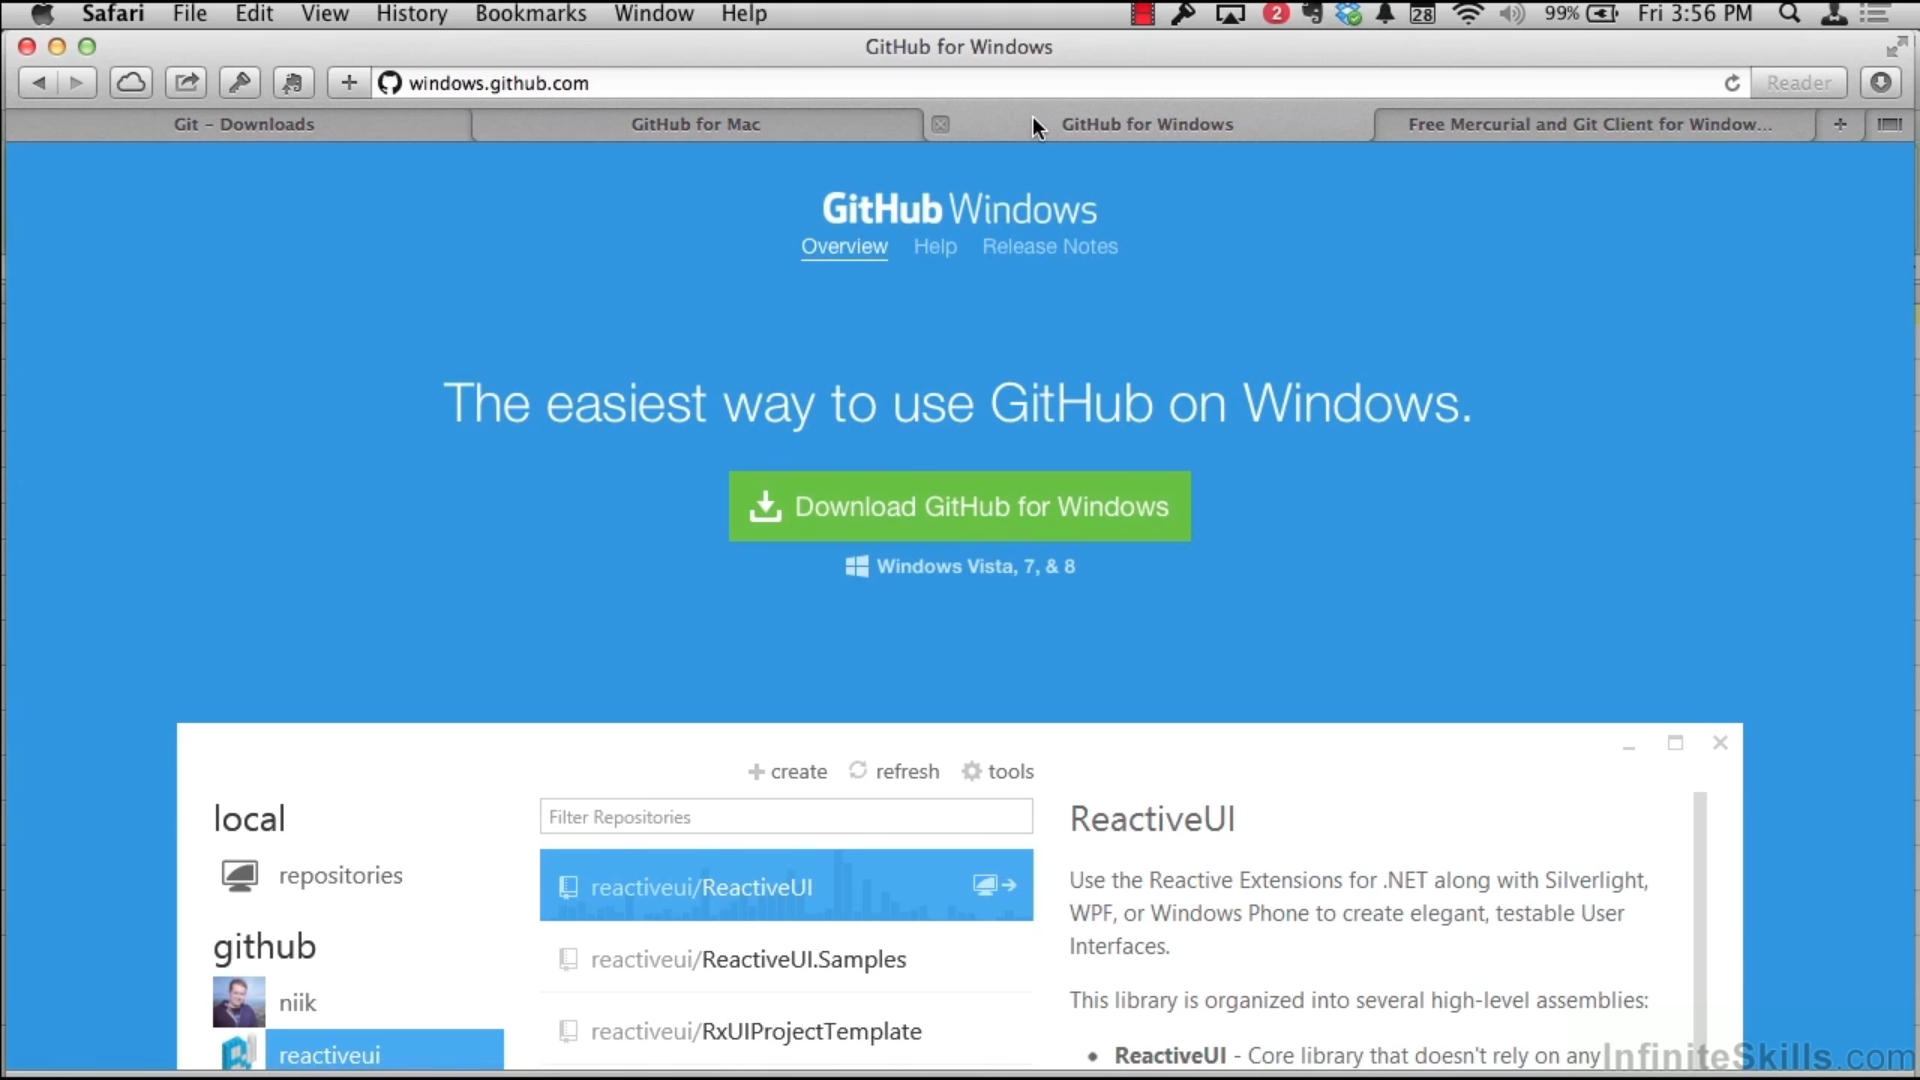 Safari File Edit View History Bookmarks Window Help 2 28 99% Fri 3:56 PM
GitHub for Windows
windows.github.com Reader
Git - Downloads GitHub for Mac GitHub for Windows Free Mercurial and Git Client for Window...
GitHub Windows
Overview Help Release Notes
The easiest way to use GitHub on Windows.
Download GitHub for Windows
Windows Vista, 7, & 8
create refresh tools
local
Filter Repositories
ReactiveUI
repositories
reactiveui/ReactiveUI
Use the Reactive Extensions for .NET along with Silverlight,
WPF, or Windows Phone to create elegant, testable User
Interfaces.
github
reactiveui/ReactiveUI.Samples
niik
This library is organized into several high-level assemblies:
reactiveui/RxUIProjectTemplate
reactiveui
• ReactiveUI - Core library that doesn't rely on any
InfiniteSkills.com